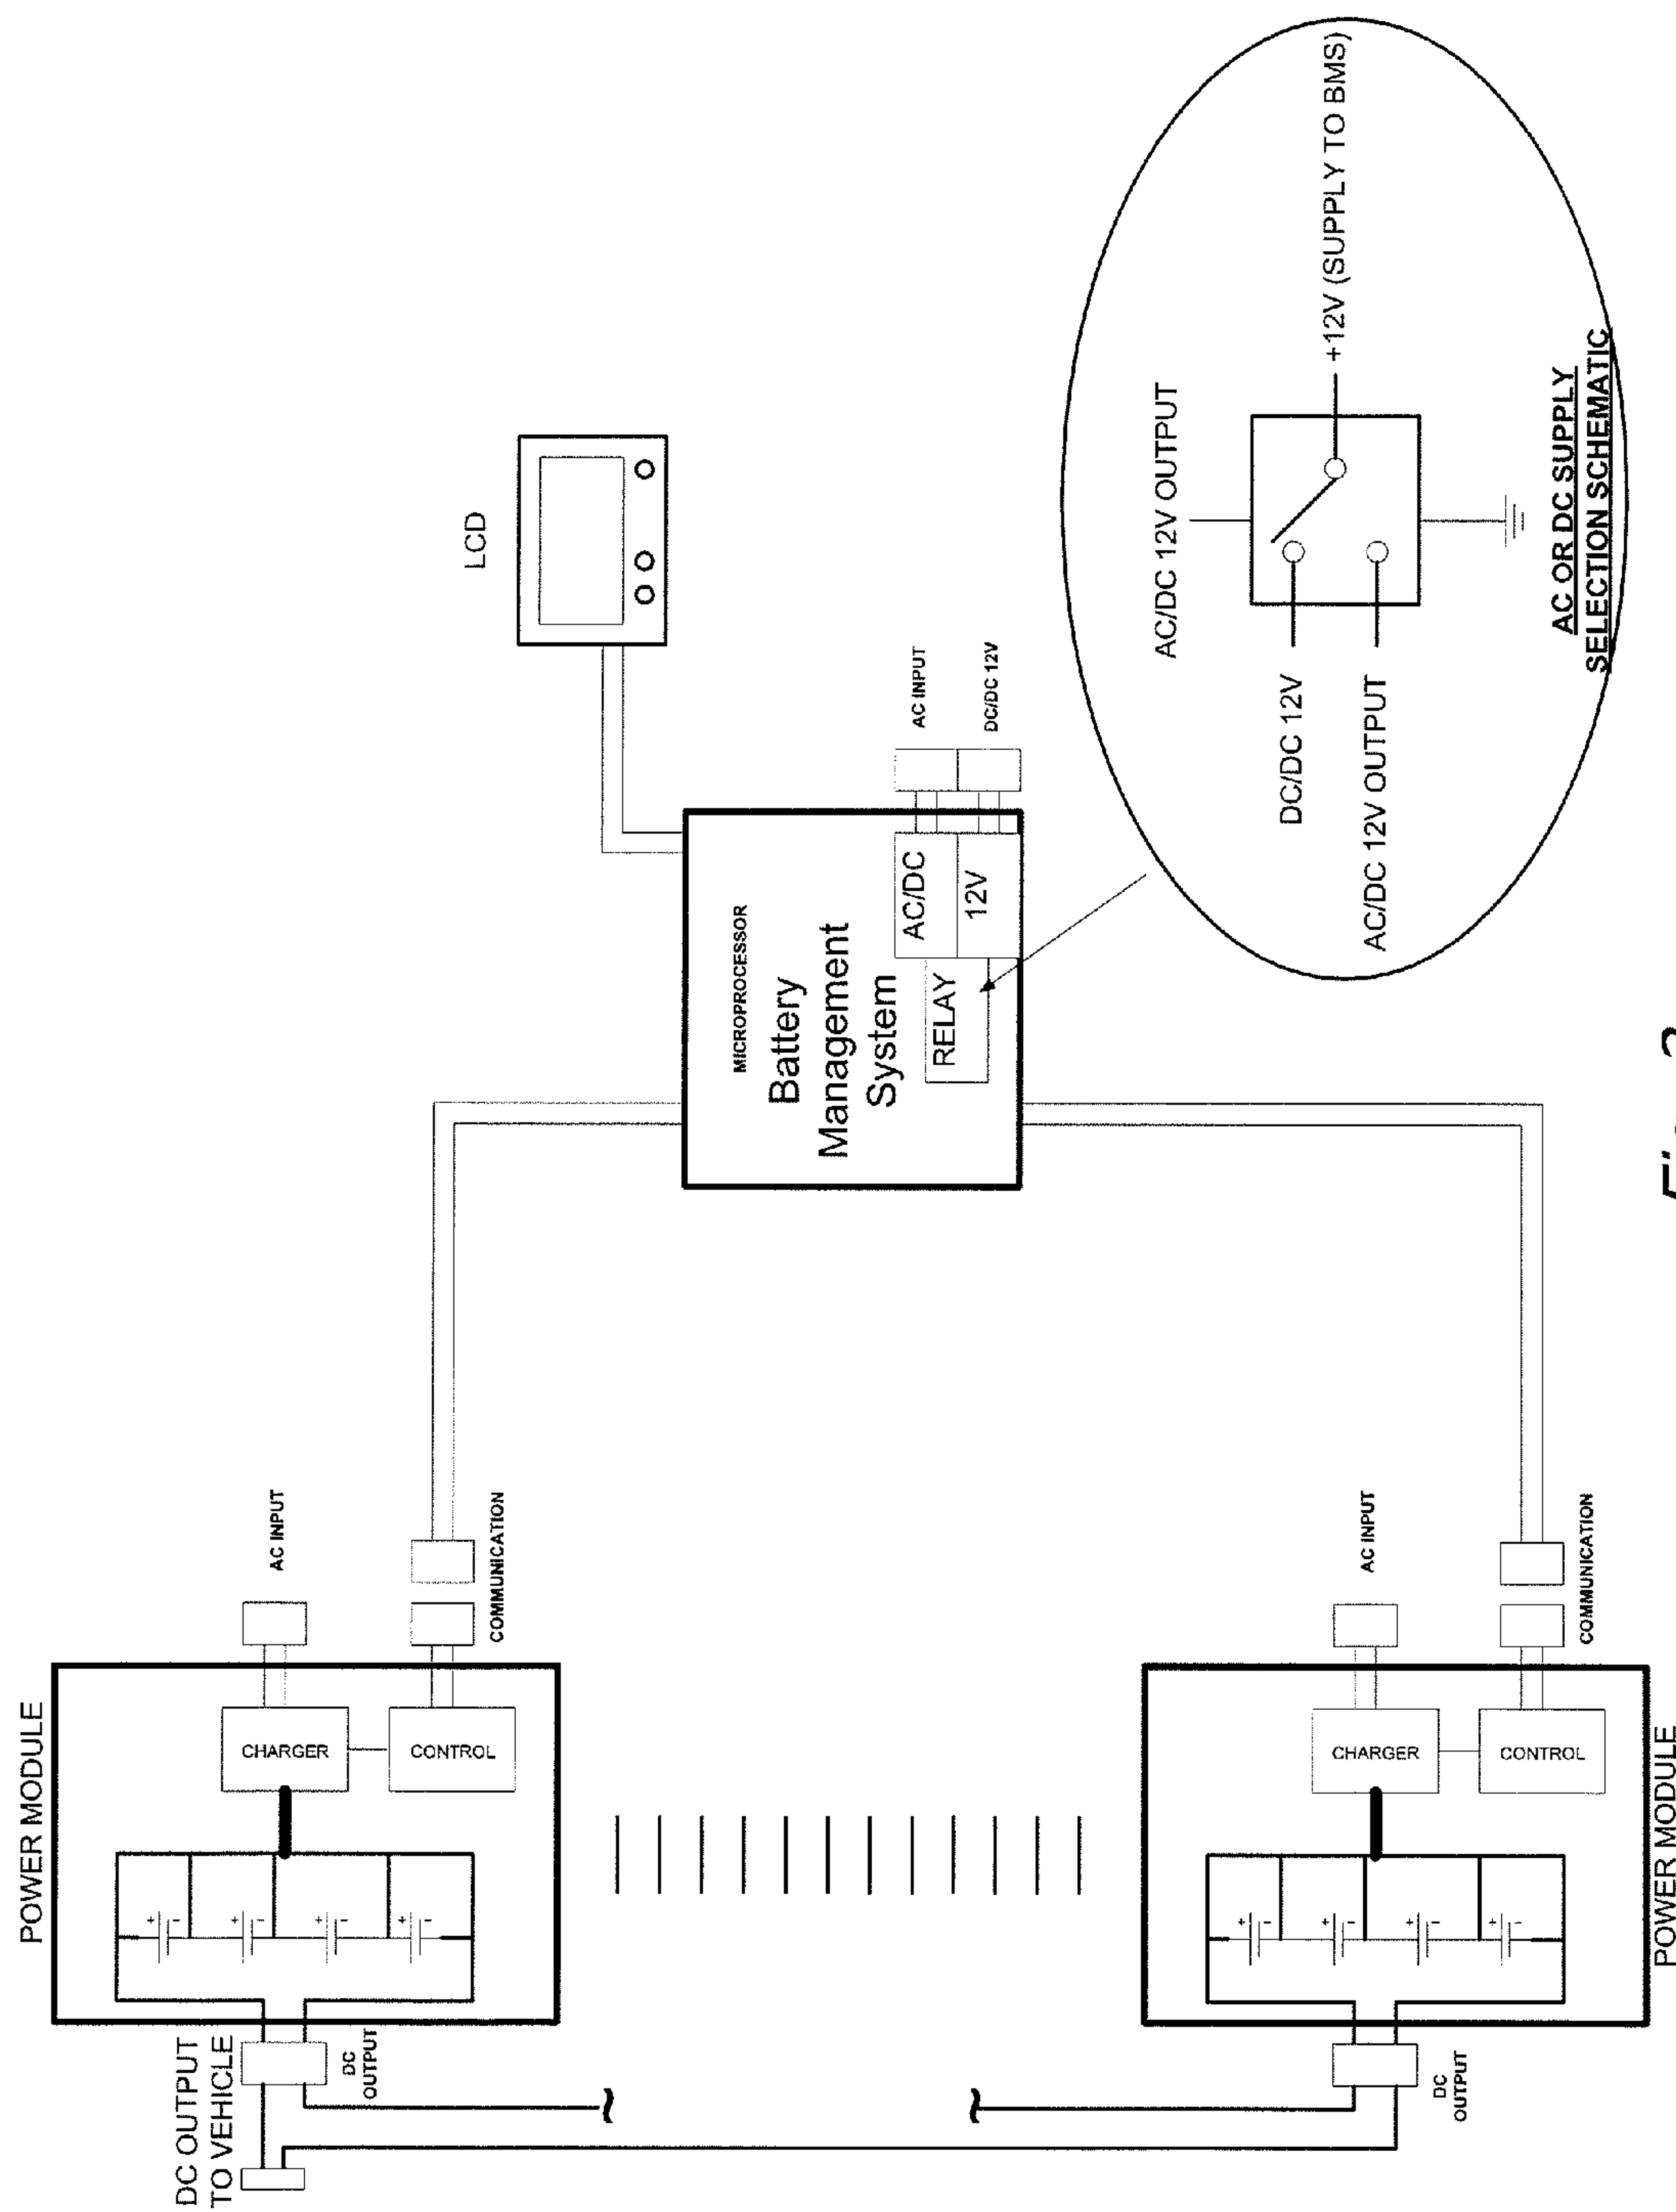 POWER MODULE
DC OUTPUT
TO VEHICLE
DC
OUTPUT
+ -
+ -
+ -
+ -
CHARGER
CONTROL
AC INPUT
COMMUNICATION
LCD
MICROPROCESSOR
Battery
Management
System
RELAY
AC/DC
12V
AC INPUT
DC/DC 12V
DC
OUTPUT
+ -
+ -
+ -
+ -
CHARGER
CONTROL
AC INPUT
COMMUNICATION
POWER MODULE
AC/DC 12V OUTPUT
DC/DC 12V
AC/DC 12V OUTPUT
+12V (SUPPLY TO BMS)
AC OR DC SUPPLY
SELECTION SCHEMATIC